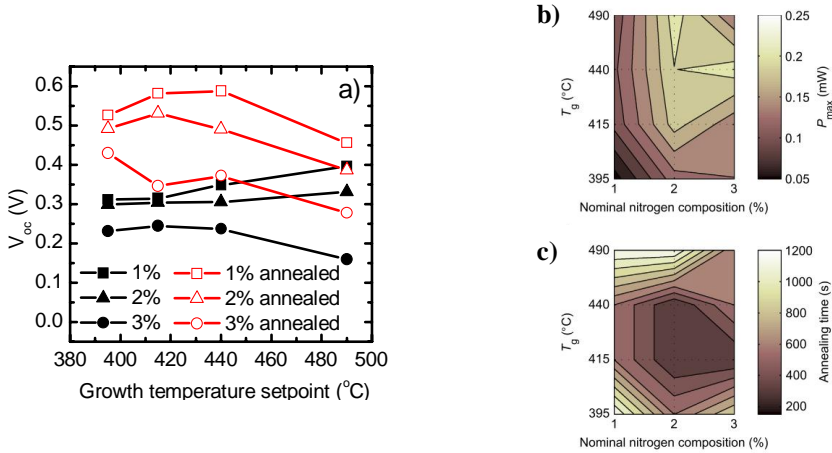 a)
0.6
0.5
0.4
0.3
0.2
0.1
0.0
V_oc (V)
1% 1% annealed
2% 2% annealed
3% 3% annealed
380 400 420 440 460 480 500
Growth temperature setpoint (°C)
b)
490
440
415
395
T_g (°C)
1 2 3
Nominal nitrogen composition (%)
0.25
0.20
0.15
0.10
0.05
P_max (mW)
c)
490
440
415
395
T_g (°C)
1 2 3
Nominal nitrogen composition (%)
1200
1000
800
600
400
200
Annealing time (s)